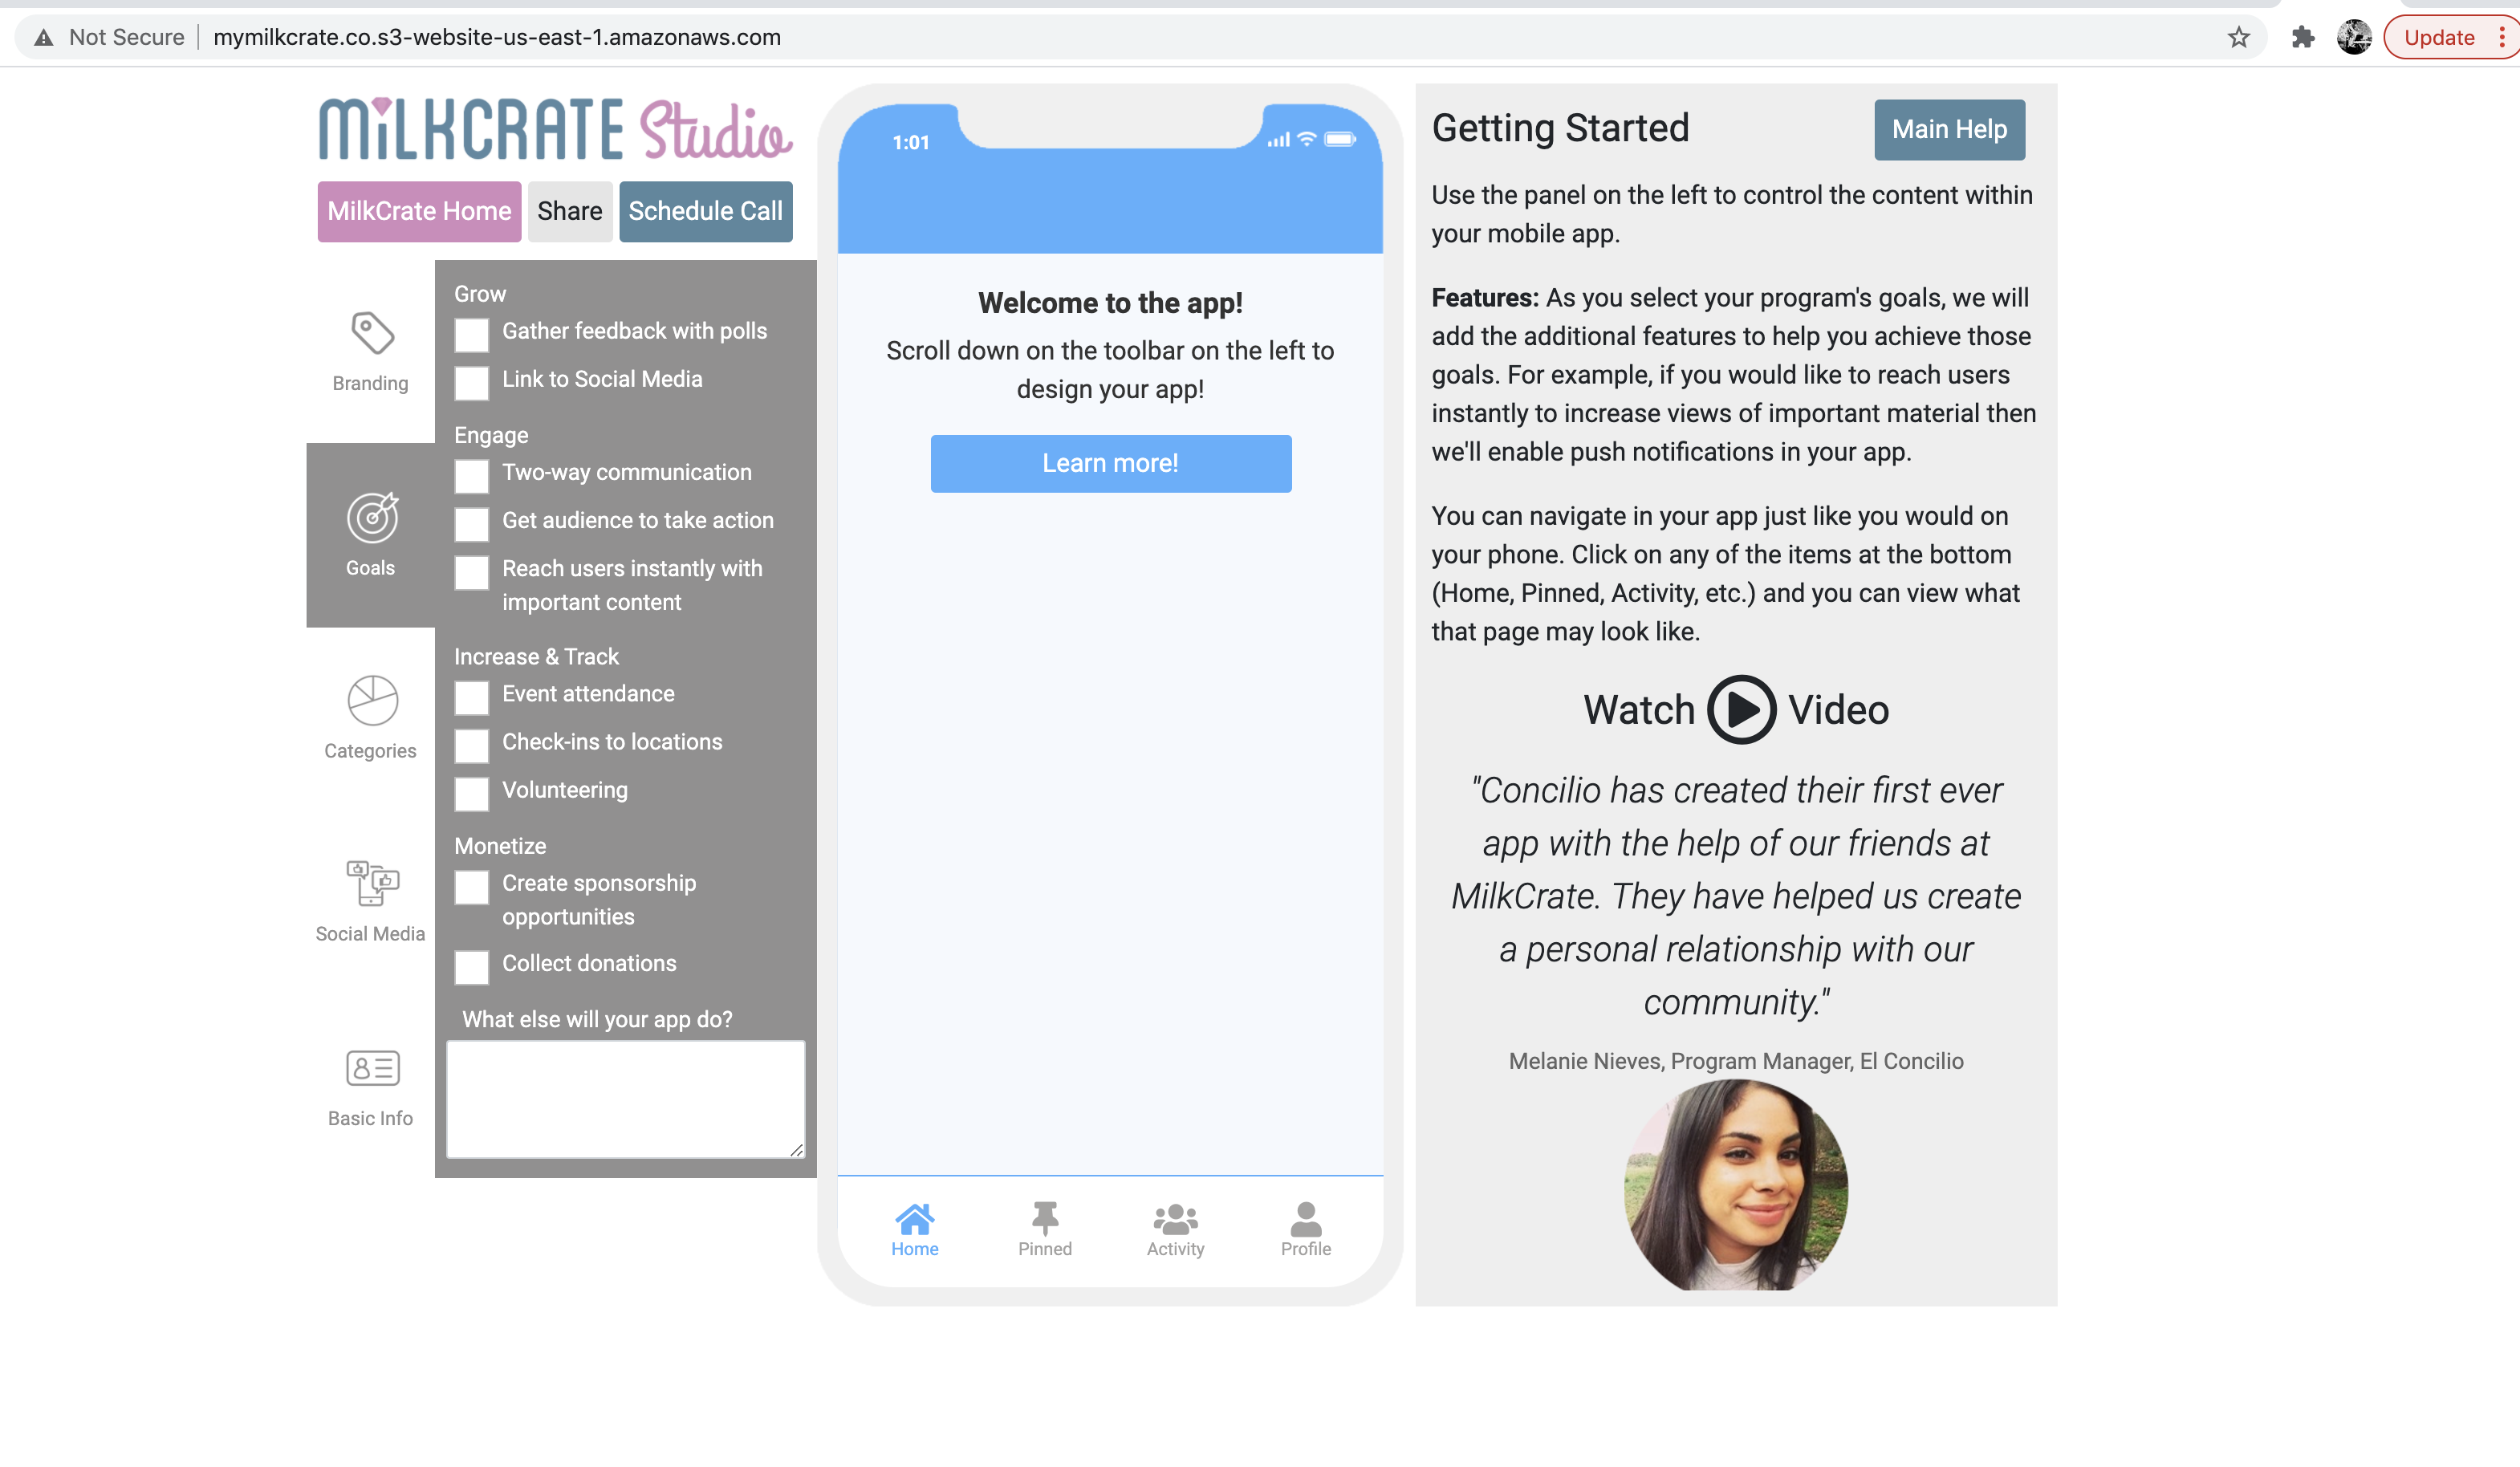 Not Secure
mymilkcrate.co.s3-website-us-east-1.amazonaws.com
Update
MiLKCRATE Studio
MilkCrate Home
Share
Schedule Call
Branding
Goals
Categories
Social Media
Basic Info
Grow
Gather feedback with polls
Link to Social Media
Engage
Two-way communication
Get audience to take action
Reach users instantly with
important content
Increase & Track
Event attendance
Check-ins to locations
Volunteering
Monetize
Create sponsorship
opportunities
Collect donations
What else will your app do?
1:01
Welcome to the app!
Scroll down on the toolbar on the left to
design your app!
Learn more!
Home
Pinned
Activity
Profile
Getting Started
Main Help
Use the panel on the left to control the content within
your mobile app.
Features: As you select your program's goals, we will
add the additional features to help you achieve those
goals. For example, if you would like to reach users
instantly to increase views of important material then
we'll enable push notifications in your app.
You can navigate in your app just like you would on
your phone. Click on any of the items at the bottom
(Home, Pinned, Activity, etc.) and you can view what
that page may look like.
Watch Video
"Concilio has created their first ever
app with the help of our friends at
MilkCrate. They have helped us create
a personal relationship with our
community."
Melanie Nieves, Program Manager, El Concilio